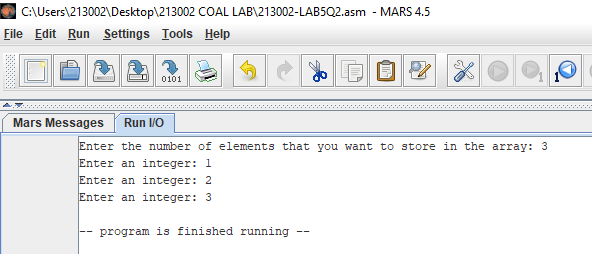 C:\Users\213002\Desktop\213002 COAL LAB\213002-LAB5Q2.asm - MARS 4.5
File Edit Run Settings Tools Help
0101 1
Mars Messages Run I/O
Enter the number of elements that you want to store in the array: 3
Enter an integer: 1
Enter an integer: 2
Enter an integer: 3
-- program is finished running --